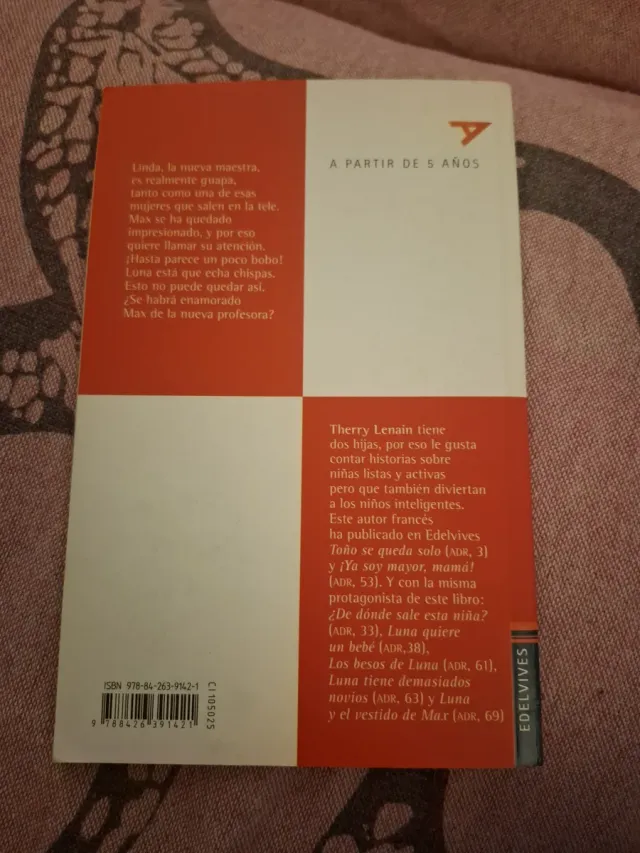 Linda, la nueva maestra,
es realmente guapa,
tanto como una de esas
mujeres que salen en la tele.
Max se ha quedado
impresionado, y por eso
quiere llamar su atención.
¡Hasta parece un poco bobo!
Luna está que echa chispas.
Esto no puede quedar así.
¿Se habrá enamorado
Max de la nueva profesora?
A PARTIR DE 5 AÑOS
Therry Lenain tiene
dos hijas, por eso le gusta
contar historias sobre
niñas listas y activas
pero que también diviertan
a los niños inteligentes.
Este autor francés
ha publicado en Edelvives
Toño se queda solo (ADR, 3)
y ¡Ya soy mayor, mamá!
(ADR, 53). Y con la misma
protagonista de este libro:
¿De dónde sale esta niña?
(ADR, 33), Luna quiere
un bebé (ADR,38),
Los besos de Luna (ADR, 61),
Luna tiene demasiados
novios (ADR, 63) y Luna
y el vestido de Max (ADR, 69)
ISBN 978-84-263-9142-1
9 788426 391421
CI 105025
EDELVIVES